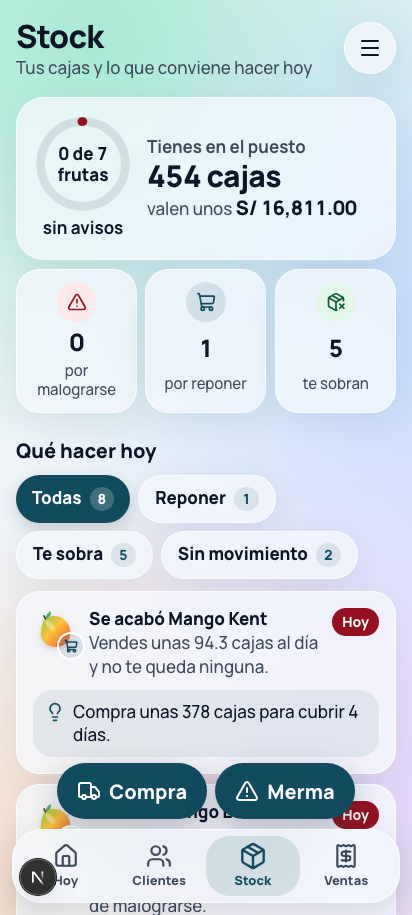 Stock
Tus cajas y lo que conviene hacer hoy
0 de 7
frutas
sin avisos
Tienes en el puesto
454 cajas
valen unos S/ 16,811.00
0
por
malograrse
1
por reponer
5
te sobran
Qué hacer hoy
Todas 8
Reponer 1
Te sobra 5
Sin movimiento 2
Se acabó Mango Kent
Hoy
Vendes unas 94.3 cajas al día
y no te queda ninguna.
Compra unas 378 cajas para cubrir 4
días.
Compra
Merma
Hoy
N
Hoy
Clientes
Stock
Ventas
de malograrse.